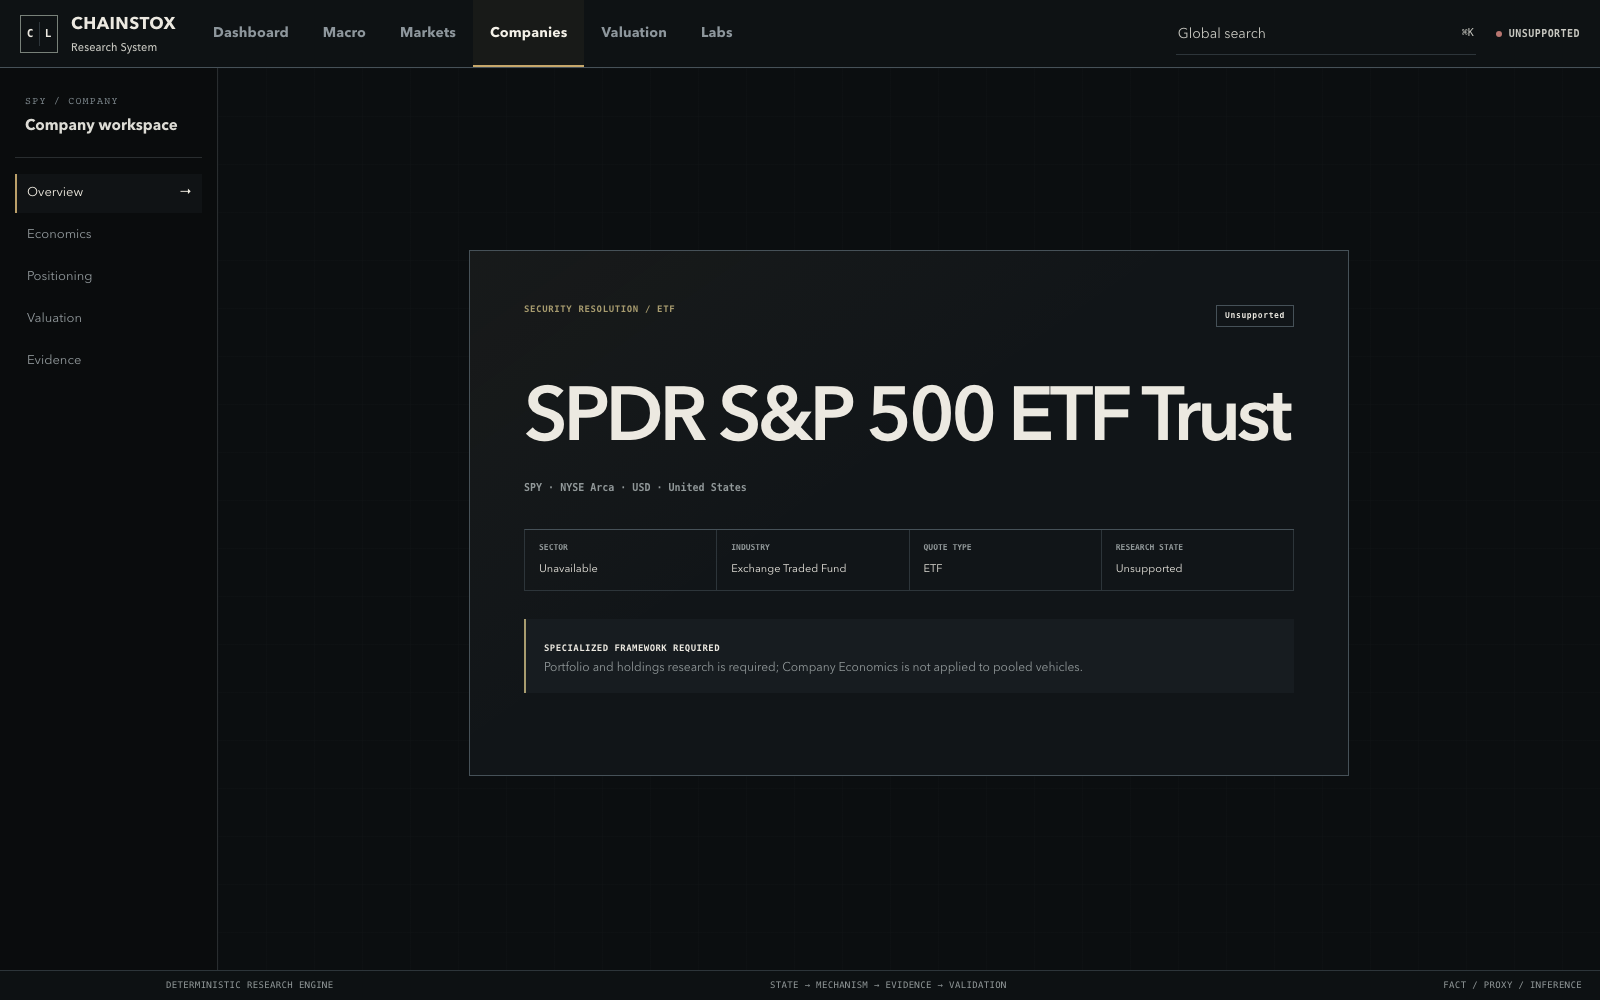 C L
CHAINSTOX
Research System
Dashboard
Macro
Markets
Companies
Valuation
Labs
Global search
⌘K
UNSUPPORTED
SPY / COMPANY
Company workspace
Overview →
Economics
Positioning
Valuation
Evidence
SECURITY RESOLUTION / ETF
Unsupported
SPDR S&P 500 ETF Trust
SPY · NYSE Arca · USD · United States
SECTOR
Unavailable
INDUSTRY
Exchange Traded Fund
QUOTE TYPE
ETF
RESEARCH STATE
Unsupported
SPECIALIZED FRAMEWORK REQUIRED
Portfolio and holdings research is required; Company Economics is not applied to pooled vehicles.
DETERMINISTIC RESEARCH ENGINE
STATE → MECHANISM → EVIDENCE → VALIDATION
FACT / PROXY / INFERENCE